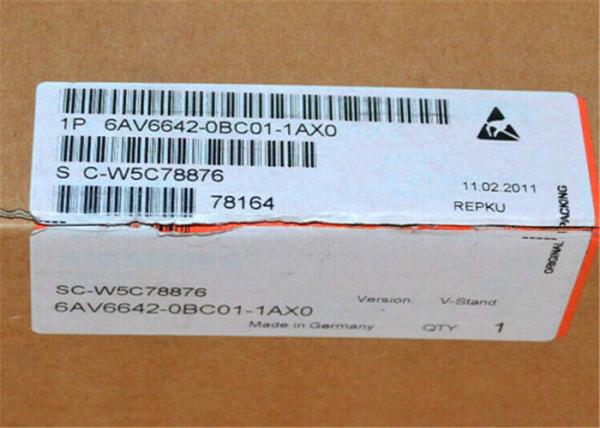 1P 6AV6642-0BC01-1AX0
S C-W5C78876
11.02.2011
78164
REPKU
ORIGINAL PACKING
SC-W5C78876
Version V-Stand
6AV6642-0BC01-1AX0
Made in Germany
QTY 1